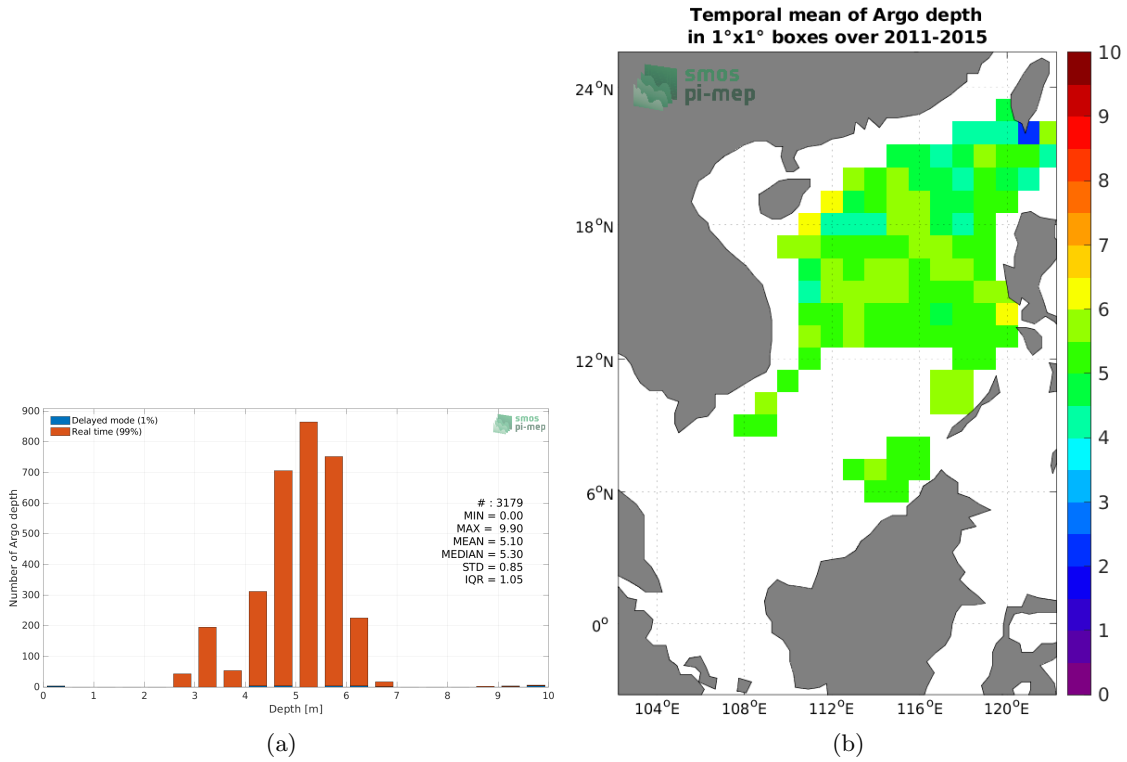 Temporal mean of Argo depth
in 1°x1° boxes over 2011-2015
smos
pi-mep
24°N
18°N
12°N
6°N
0°
104°E
108°E
112°E
116°E
120°E
10
9
8
7
6
5
4
3
2
1
0
900
800
700
600
500
400
300
200
100
0
Number of Argo depth
Delayed mode (1%)
Real time (99%)
smos
pi-mep
# : 3179
MIN = 0.00
MAX = 9.90
MEAN = 5.10
MEDIAN = 5.30
STD = 0.85
IQR = 1.05
0 1 2 3 4 5 6 7 8 9 10
Depth [m]
(a)
(b)